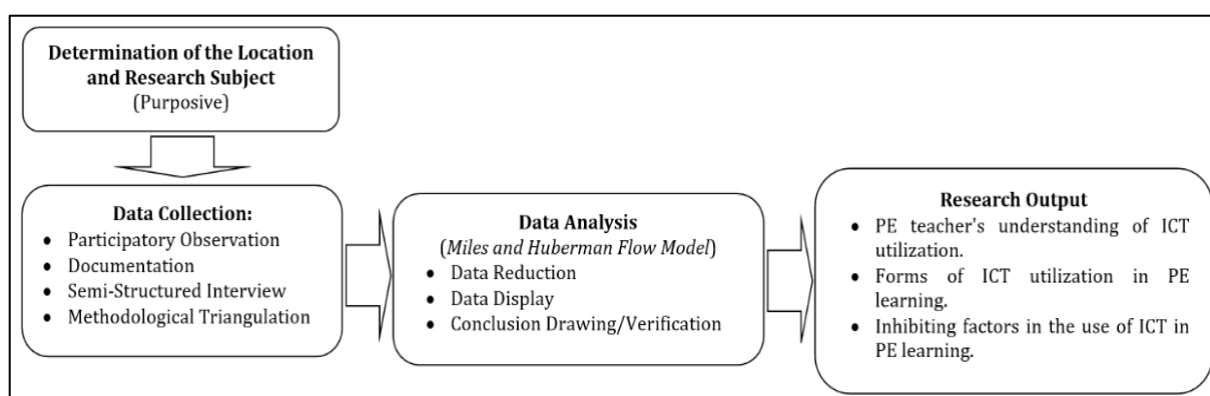 Determination of the Location
and Research Subject
(Purposive)
Data Collection:
• Participatory Observation
• Documentation
• Semi-Structured Interview
• Methodological Triangulation
Data Analysis
(Miles and Huberman Flow Model)
• Data Reduction
• Data Display
• Conclusion Drawing/Verification
Research Output
• PE teacher's understanding of ICT
utilization.
• Forms of ICT utilization in PE
learning.
• Inhibiting factors in the use of ICT in
PE learning.